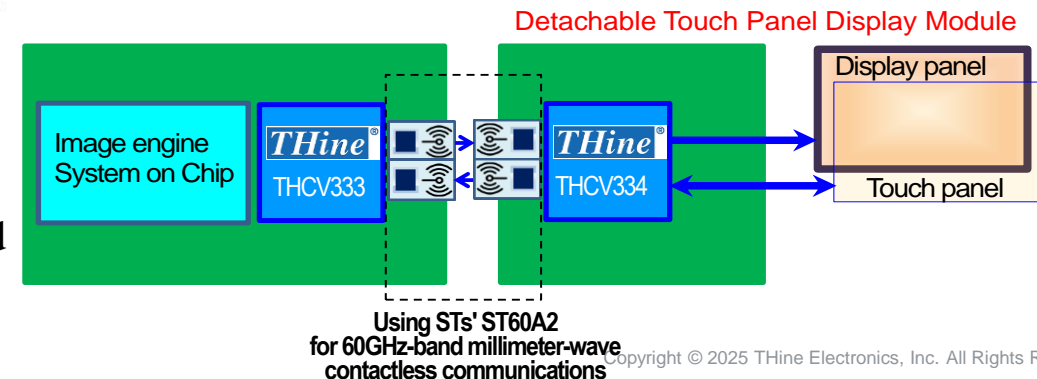 Detachable Touch Panel Display Module
Image engine
System on Chip
THine®
THCV333
THine®
THCV334
Display panel
Touch panel
Using STs' ST60A2
for 60GHz-band millimeter-wave
contactless communications
Copyright © 2025 THine Electronics, Inc. All Rights R